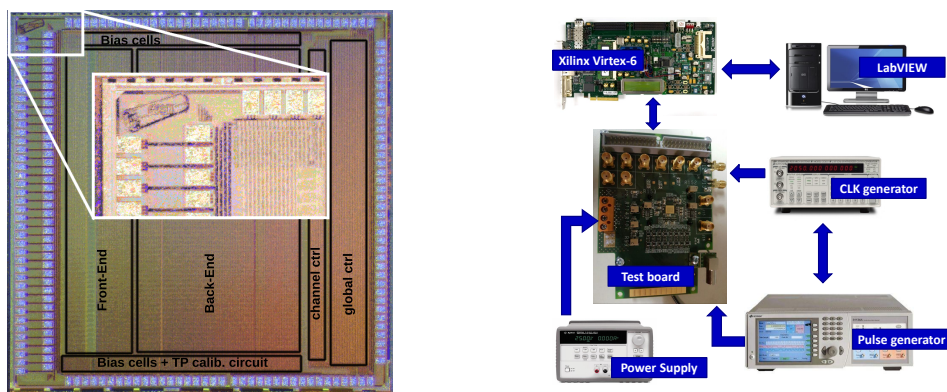 Bias cells
Front-End
Back-End
channel ctrl
global ctrl
Bias cells + TP calib. circuit
Xilinx Virtex-6
LabVIEW
CLK generator
Test board
Pulse generator
Power Supply